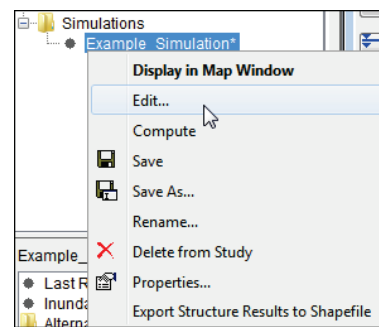 Simulations
Example_Simulation*
Display in Map Window
Edit...
Compute
Save
Save As...
Rename...
Delete from Study
Properties...
Export Structure Results to Shapefile
Example_
Last R
Inunda
Alterna